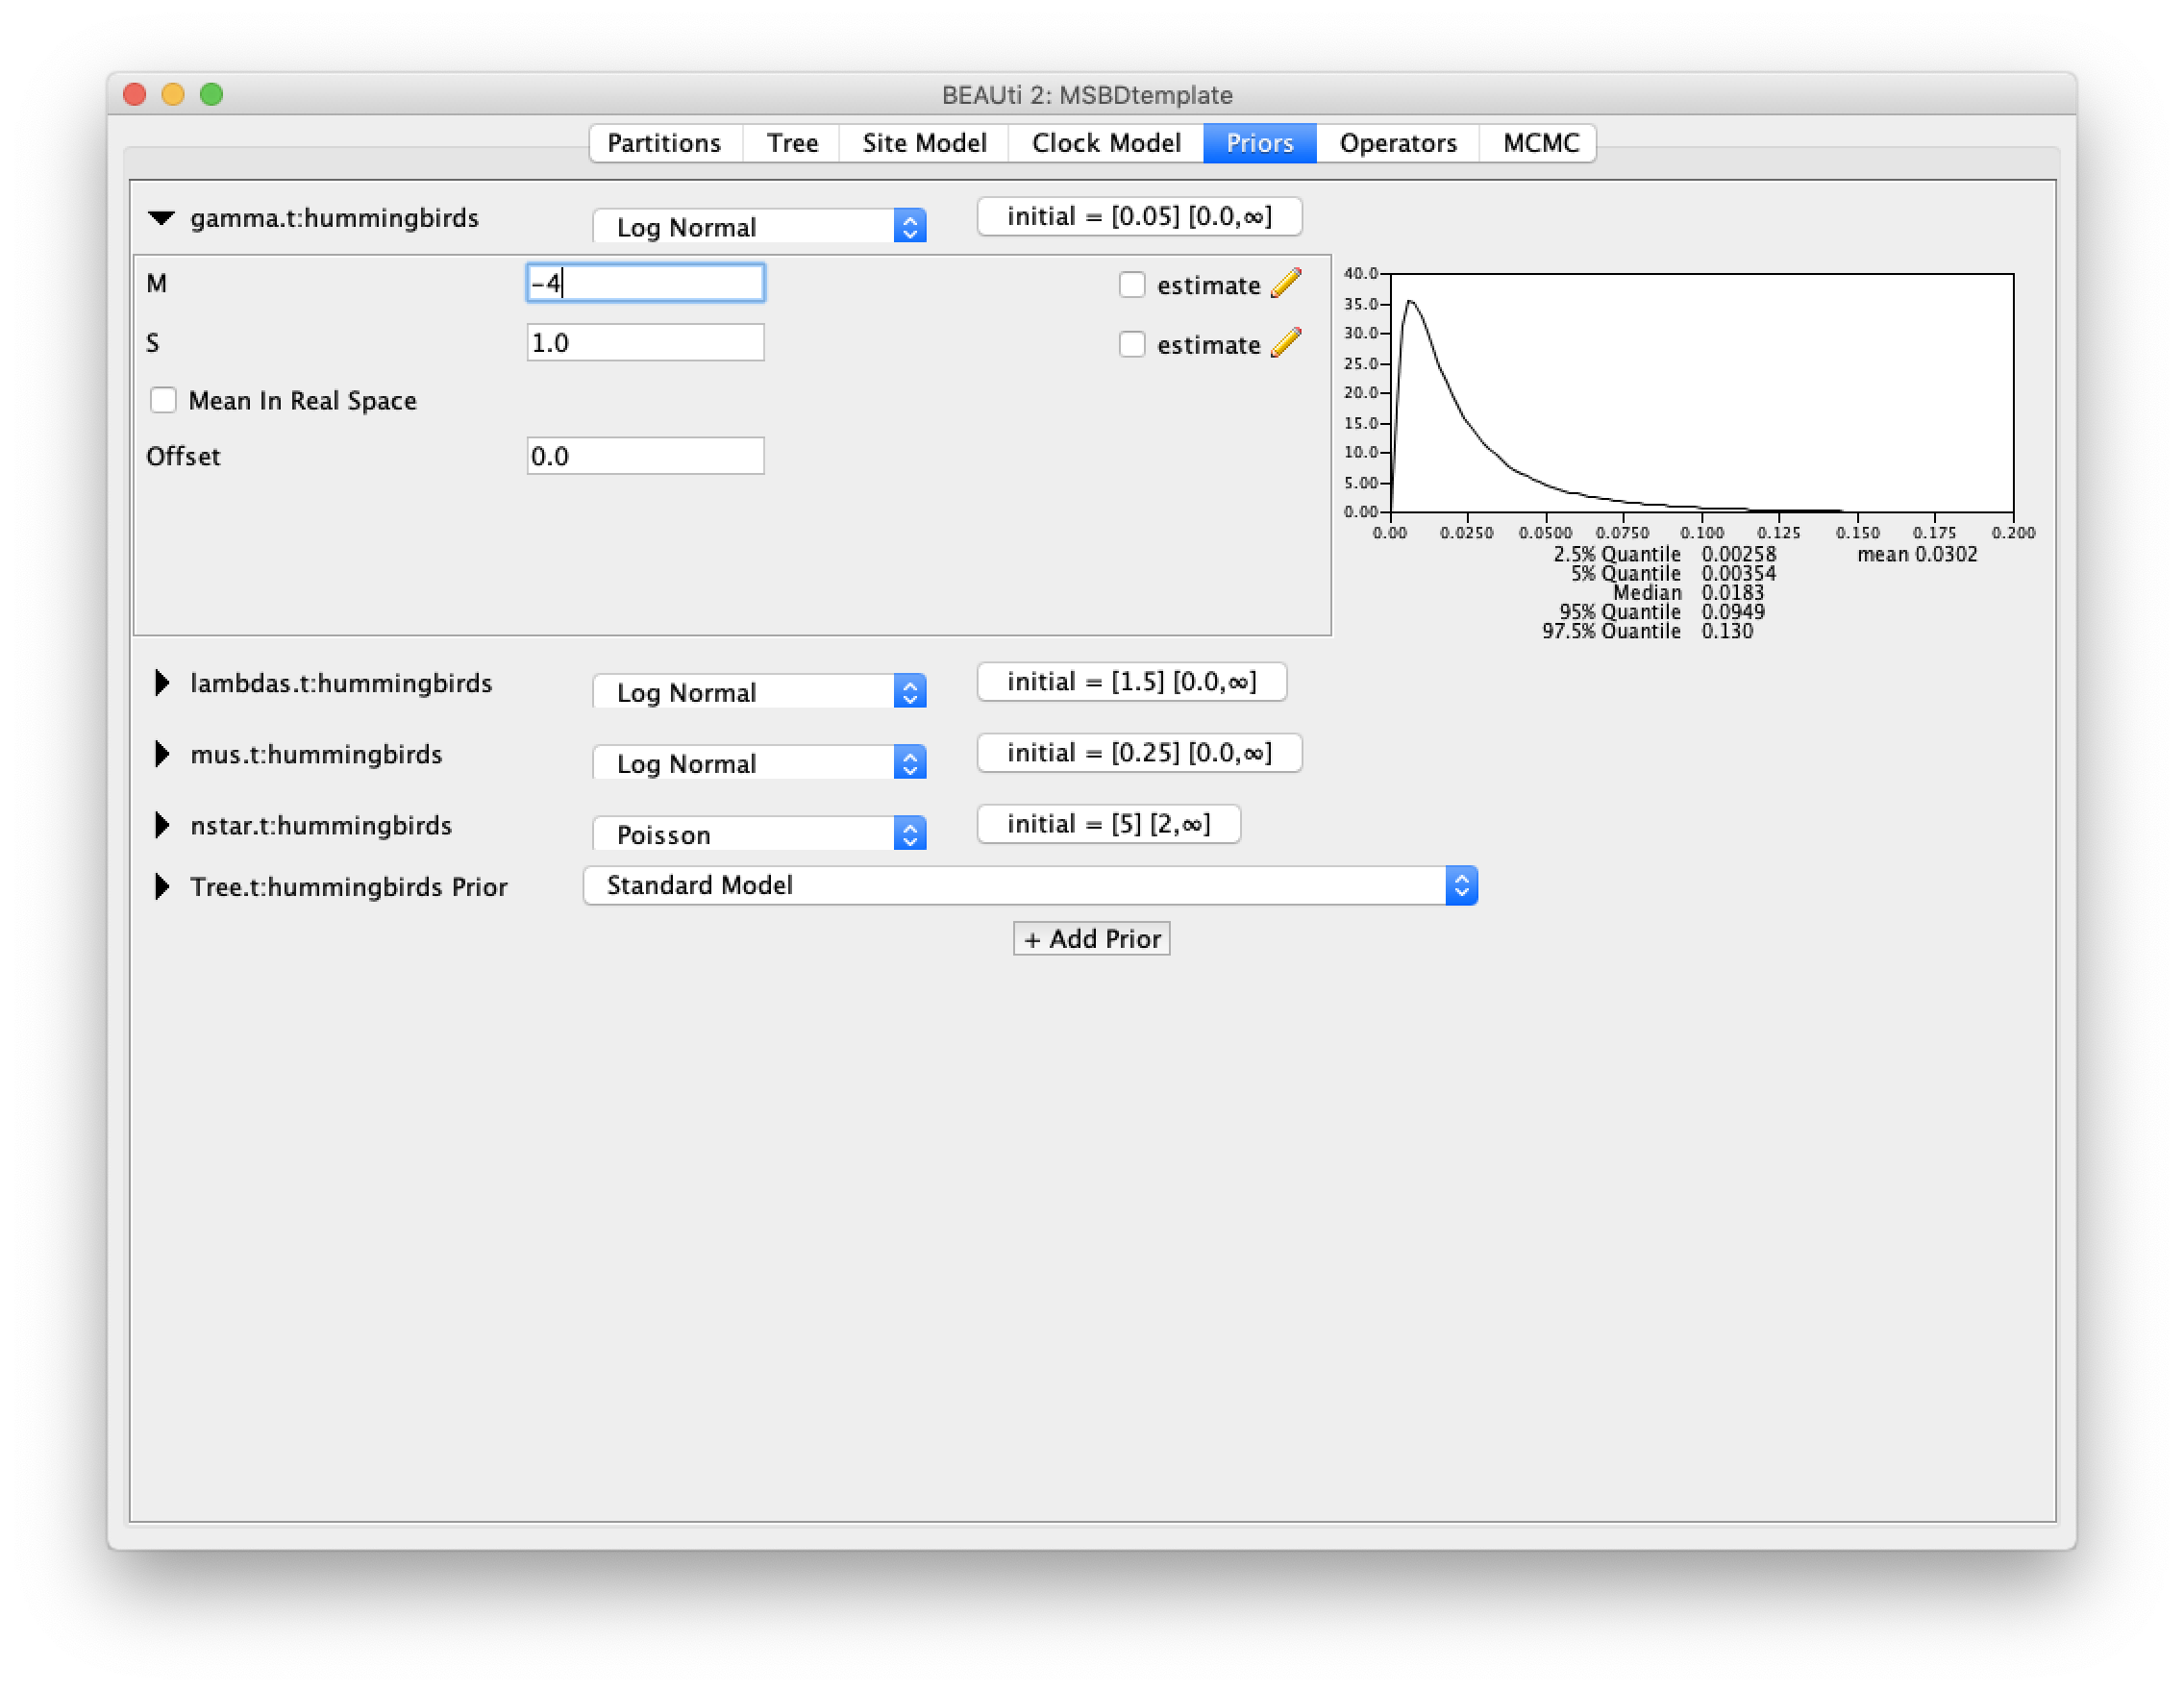 BEAUti 2: MSBDtemplate
Partitions Tree Site Model Clock Model Priors Operators MCMC
gamma.t:hummingbirds Log Normal initial = [0.05] [0.0,∞]
M -4 estimate
S 1.0 estimate
Mean In Real Space
Offset 0.0
40.0
35.0
30.0
25.0
20.0
15.0
10.0
5.00
0.00
0.00 0.0250 0.0500 0.0750 0.100 0.125 0.150 0.175 0.200
2.5% Quantile 0.00258 mean 0.0302
5% Quantile 0.00354
Median 0.0183
95% Quantile 0.0949
97.5% Quantile 0.130
lambdas.t:hummingbirds Log Normal initial = [1.5] [0.0,∞]
mus.t:hummingbirds Log Normal initial = [0.25] [0.0,∞]
nstar.t:hummingbirds Poisson initial = [5] [2,∞]
Tree.t:hummingbirds Prior Standard Model
+ Add Prior